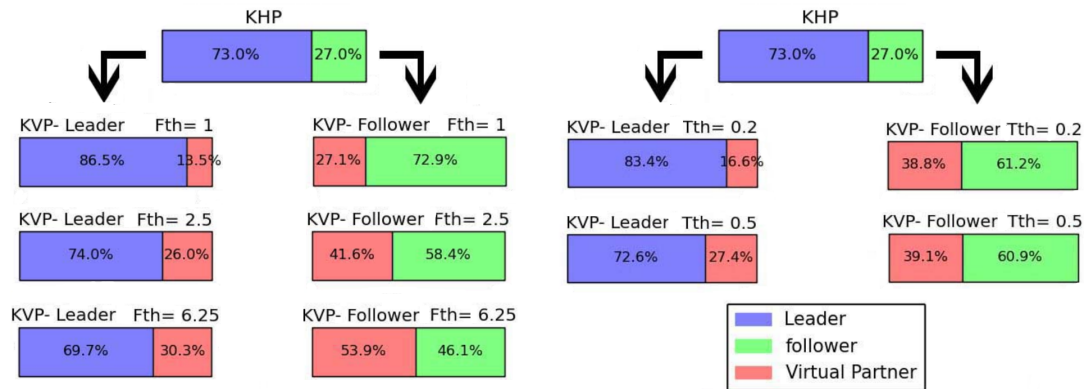 KHP
73.0% 27.0%
KVP- Leader Fth= 1
86.5% 13.5%
KVP- Follower Fth= 1
27.1% 72.9%
KVP- Leader Fth= 2.5
74.0% 26.0%
KVP- Follower Fth= 2.5
41.6% 58.4%
KVP- Leader Fth= 6.25
69.7% 30.3%
KVP- Follower Fth= 6.25
53.9% 46.1%
KHP
73.0% 27.0%
KVP- Leader Tth= 0.2
83.4% 16.6%
KVP- Follower Tth= 0.2
38.8% 61.2%
KVP- Leader Tth= 0.5
72.6% 27.4%
KVP- Follower Tth= 0.5
39.1% 60.9%
Leader
follower
Virtual Partner